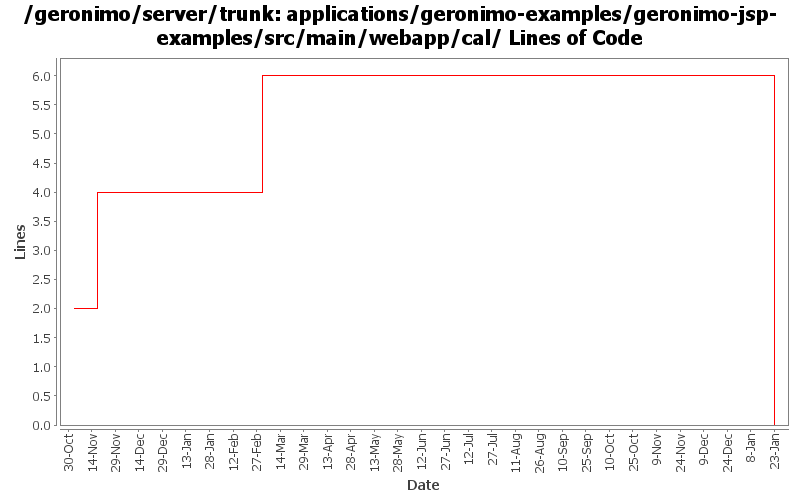 /geronimo/server/trunk: applications/geronimo-examples/geronimo-jsp-
examples/src/main/webapp/cal/ Lines of Code
Lines
6.0
5.5
5.0
4.5
4.0
3.5
3.0
2.5
2.0
1.5
1.0
0.5
0.0
30-Oct
14-Nov
29-Nov
14-Dec
29-Dec
13-Jan
28-Jan
12-Feb
27-Feb
14-Mar
29-Mar
13-Apr
28-Apr
13-May
28-May
12-Jun
27-Jun
12-Jul
27-Jul
11-Aug
26-Aug
10-Sep
25-Sep
10-Oct
25-Oct
9-Nov
24-Nov
9-Dec
24-Dec
8-Jan
23-Jan
Date